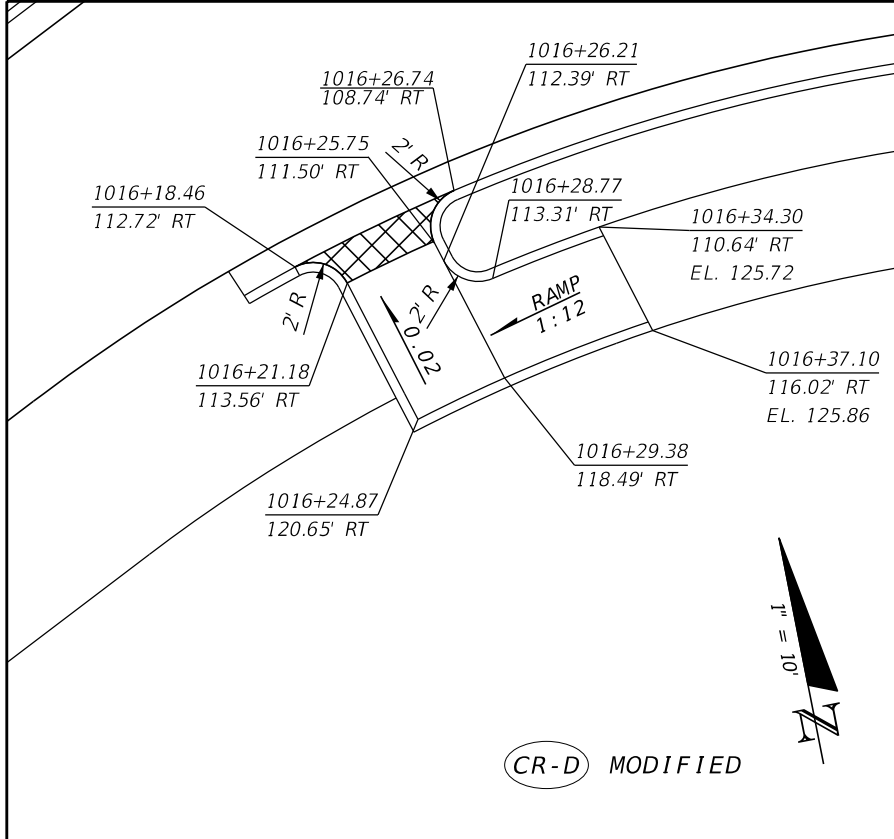 1016+26.21
112.39' RT
1016+26.74
108.74' RT
1016+25.75
111.50' RT
2' R
1016+18.46
112.72' RT
1016+28.77
113.31' RT
1016+34.30
110.64' RT
EL. 125.72
2' R
2' R
RAMP
1:12
0.02
1016+21.18
113.56' RT
1016+37.10
116.02' RT
EL. 125.86
1016+29.38
118.49' RT
1016+24.87
120.65' RT
1" = 10'
N
CR-D MODIFIED